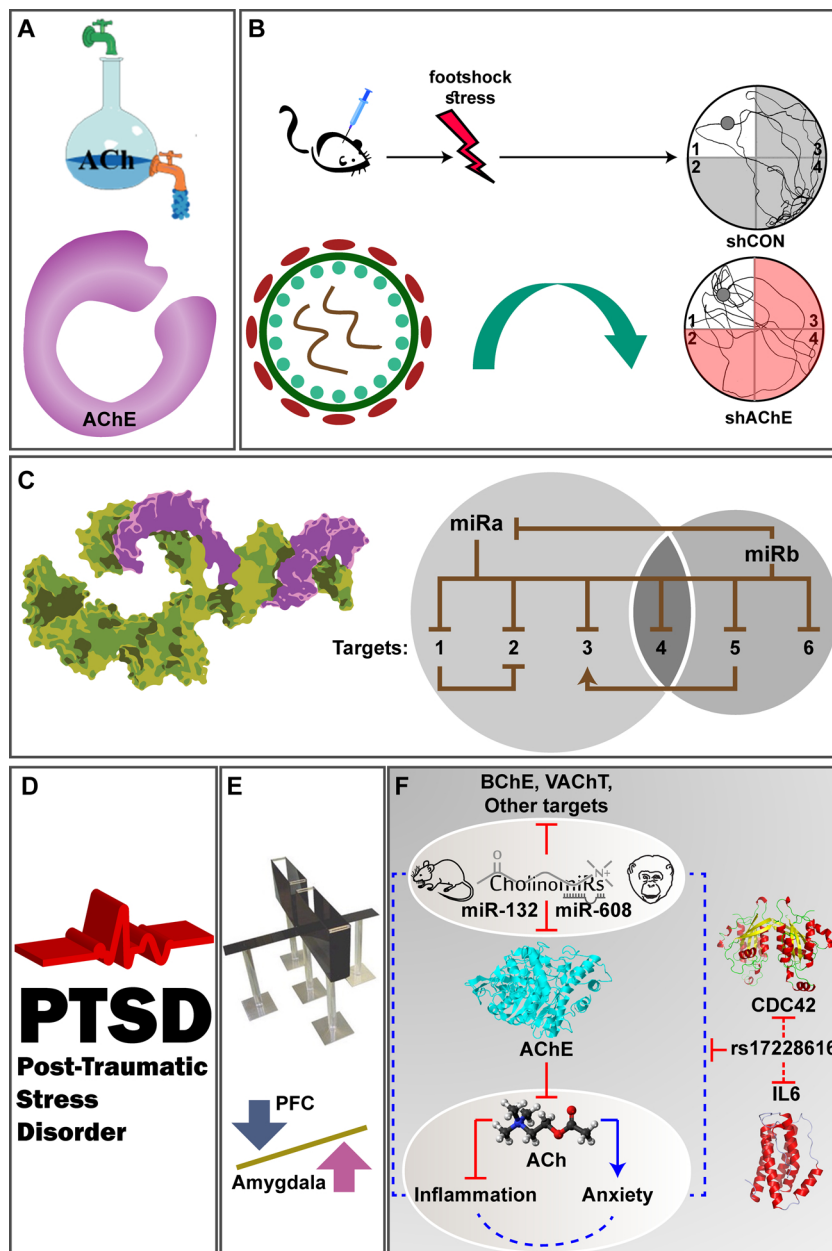 A
ACh
AChE
B
footshock
stress
1
2
3
4
shCON
1
2
3
4
shAChE
C
miRa
miRb
Targets: 1 2 3 4 5 6
D
PTSD
Post-Traumatic
Stress
Disorder
E
PFC
Amygdala
F
BChE, VAChT,
Other targets
O
N+
CholinomiRs
miR-132 miR-608
AChE
ACh
Inflammation Anxiety
CDC42
rs17228616
IL6